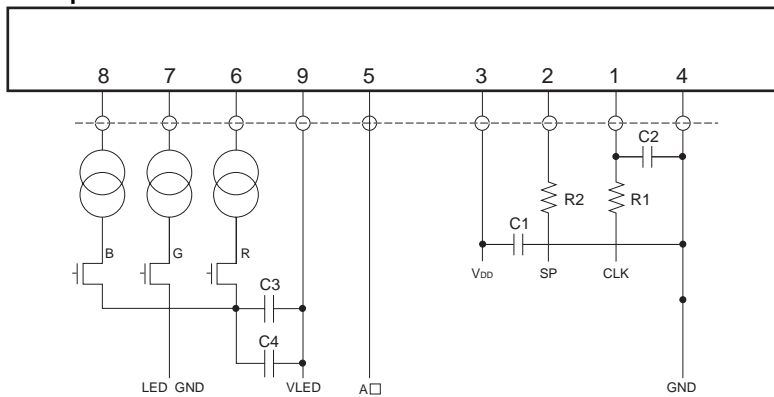 8 7 6 9 5 3 2 1 4
C2
R2 R1
C1
B G R
VDD SP CLK
C3
C4
LED GND VLED A□ GND